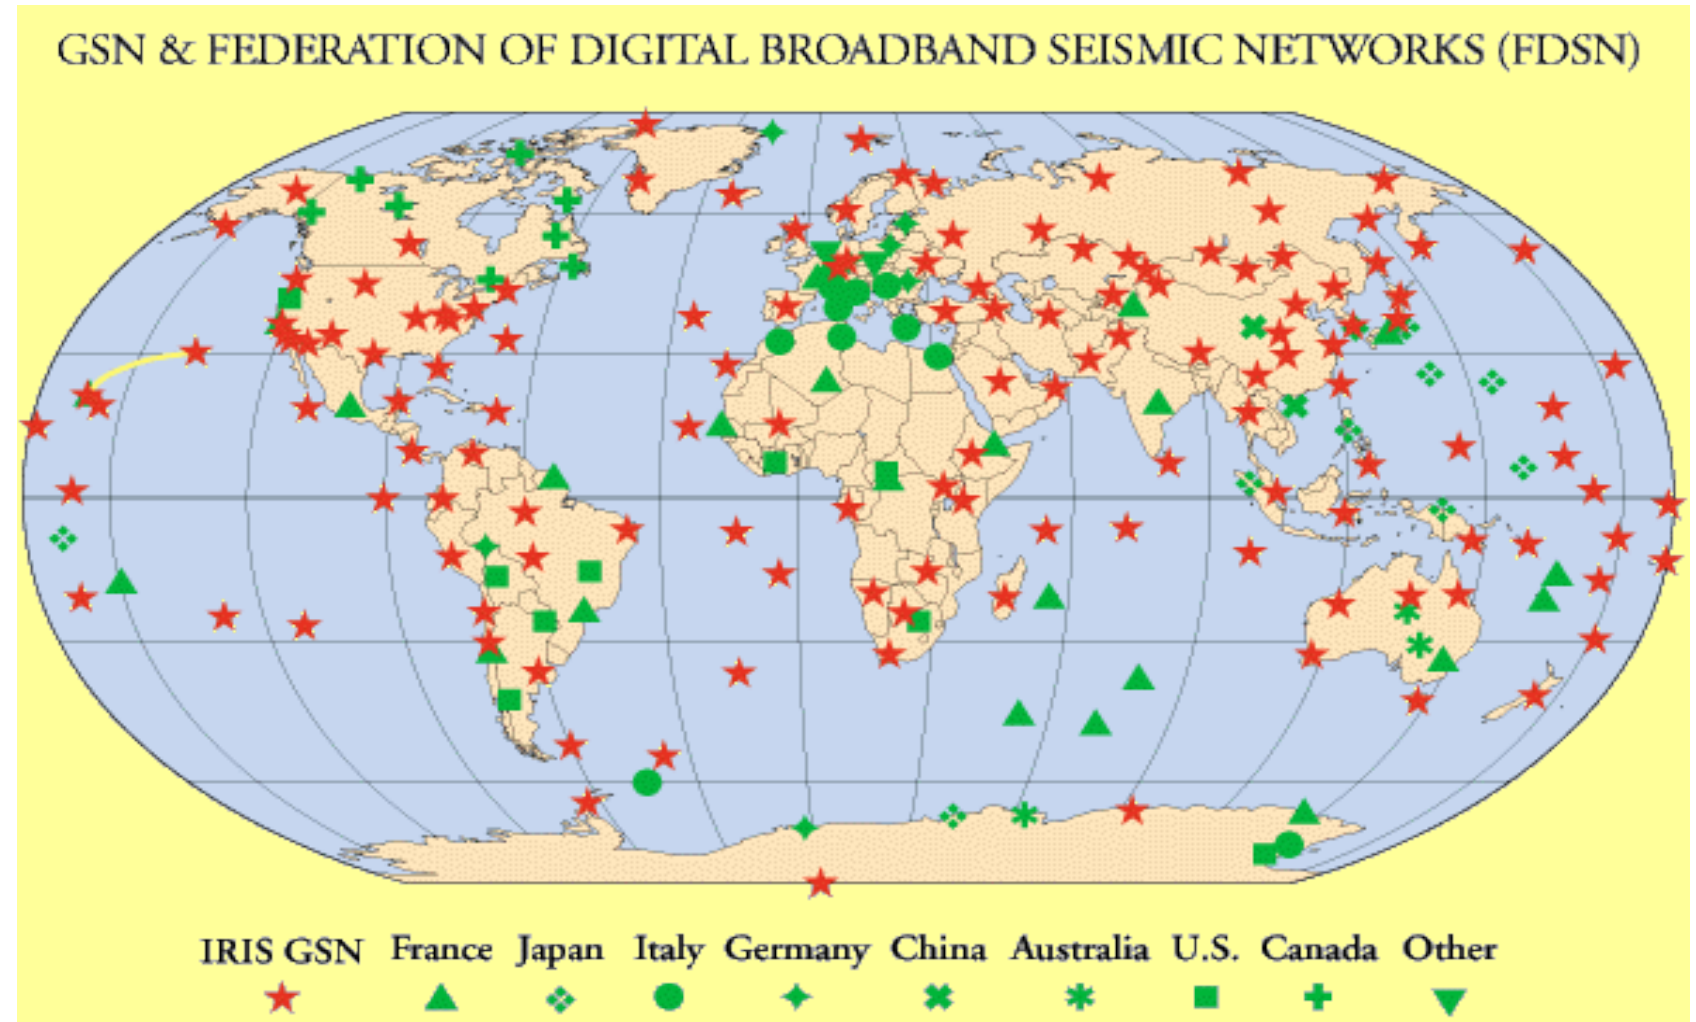 GSN & FEDERATION OF DIGITAL BROADBAND SEISMIC NETWORKS (FDSN)
IRIS GSN France Japan Italy Germany China Australia U.S. Canada Other